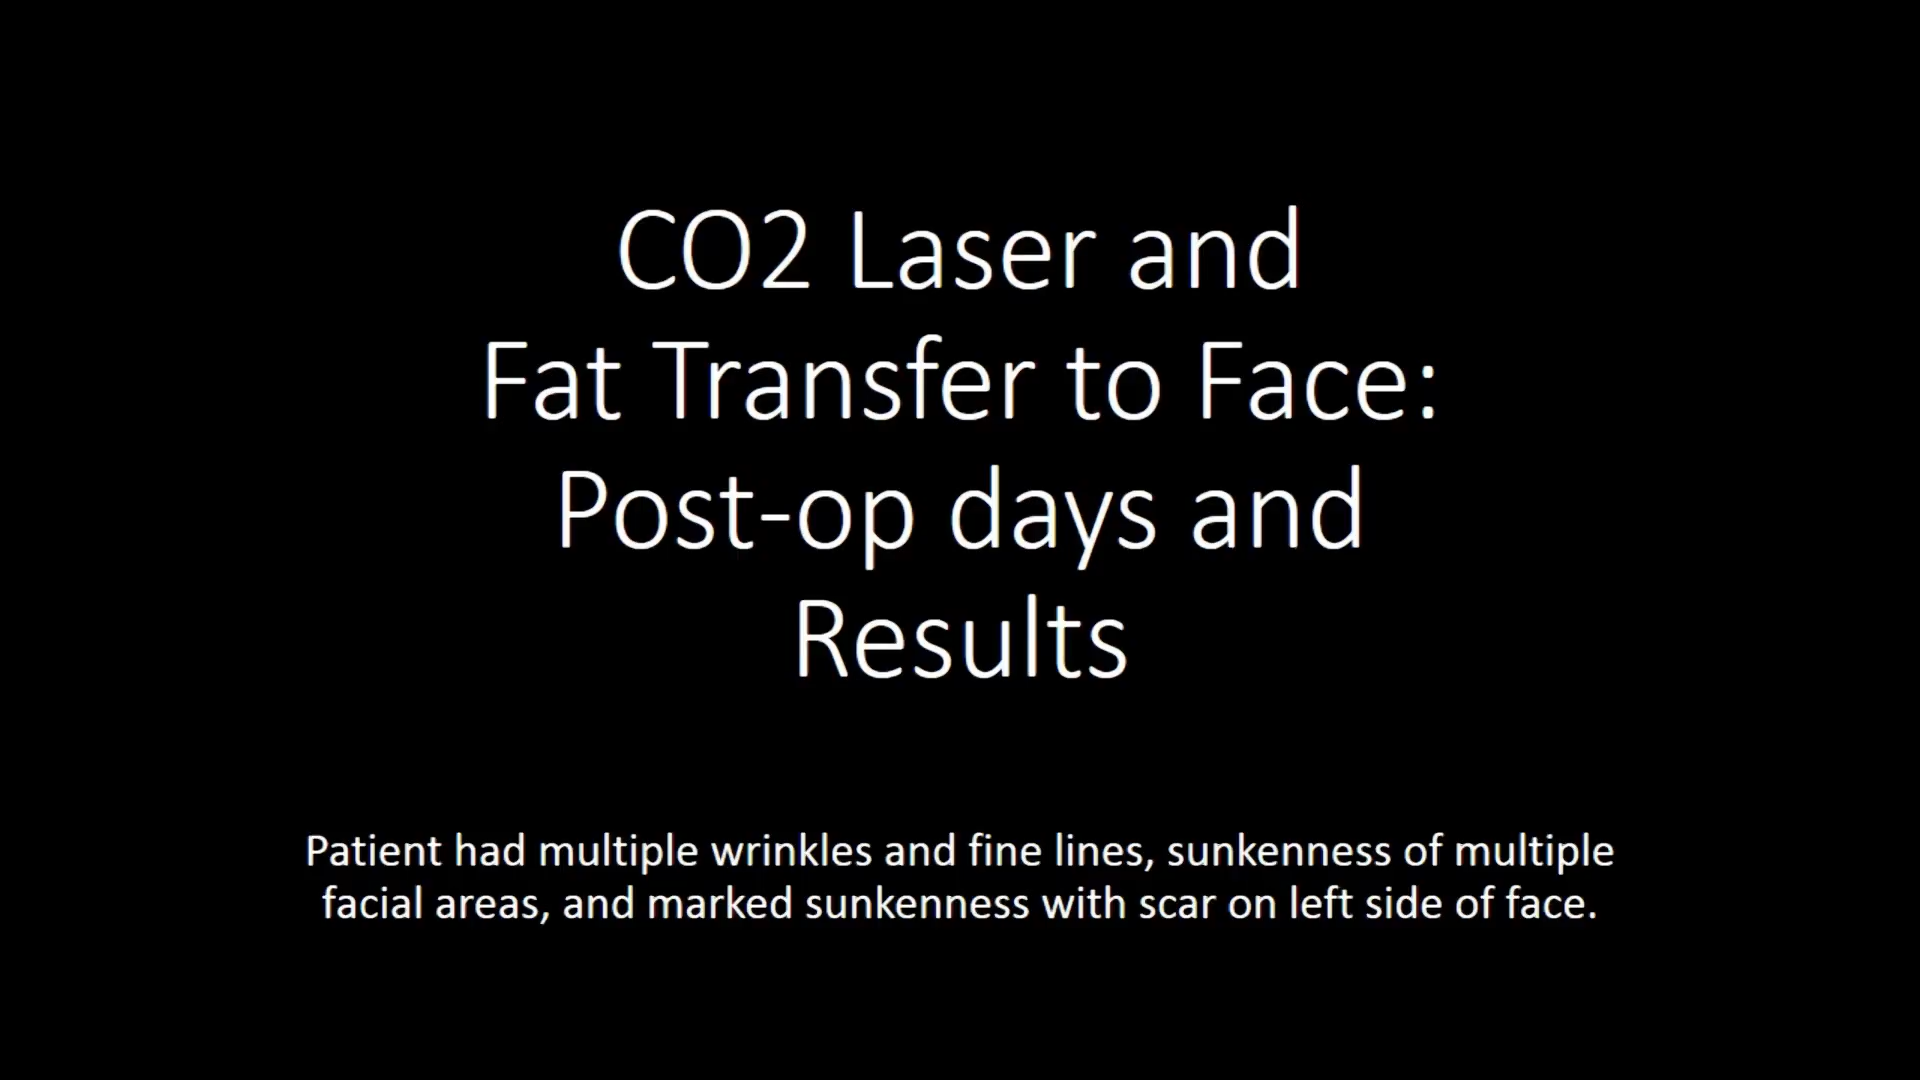 CO2 Laser and
Fat Transfer to Face:
Post-op days and
Results
Patient had multiple wrinkles and fine lines, sunkenness of multiple
facial areas, and marked sunkenness with scar on left side of face.